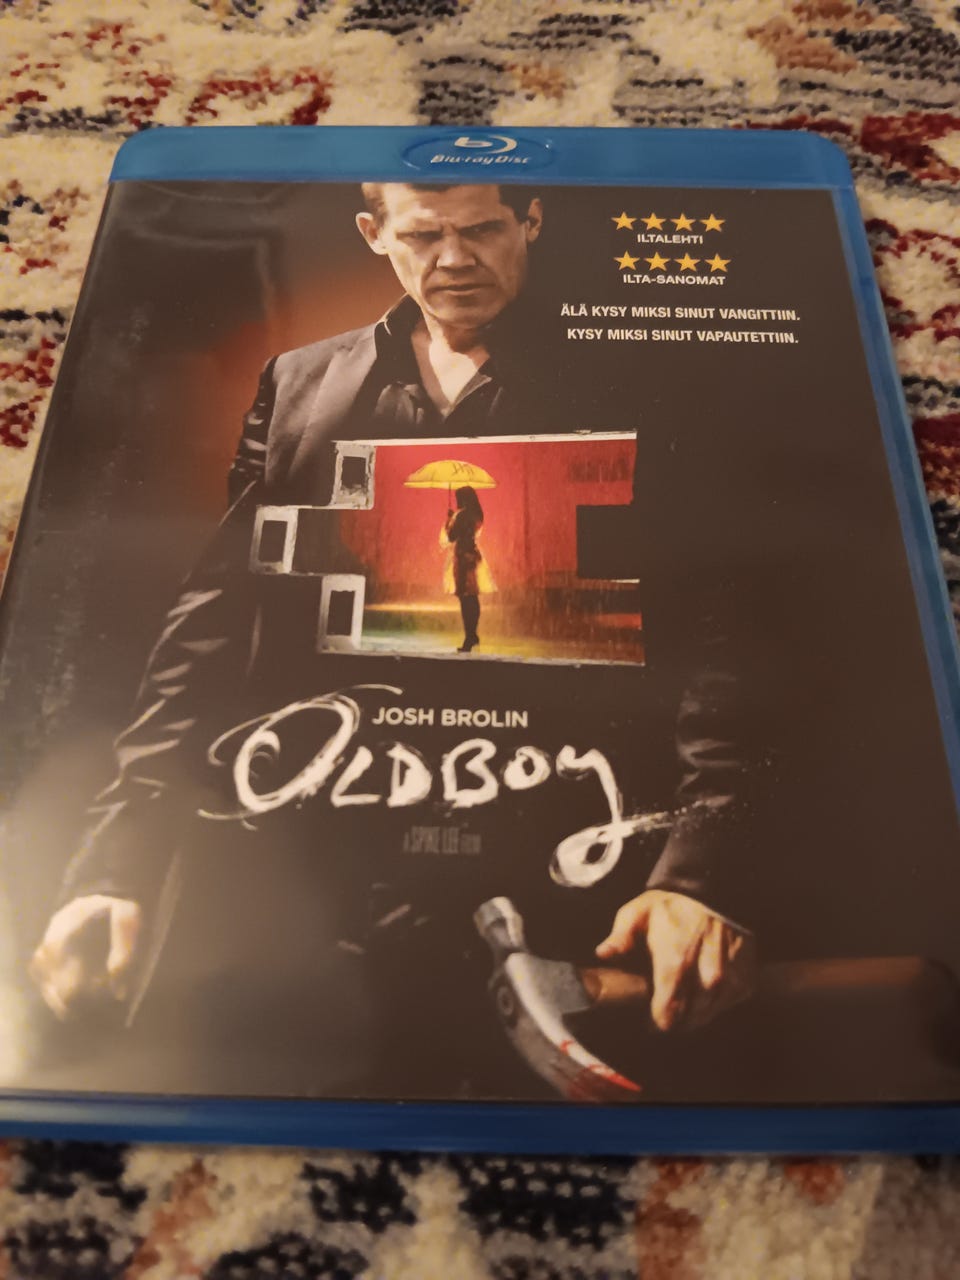 Blu-ray Disc
★★★★
ILTALEHTI
★★★★
ILTA-SANOMAT
ÄLÄ KYSY MIKSI SINUT VANGITTIIN.
KYSY MIKSI SINUT VAPAUTETTIIN.
JOSH BROLIN
OLDBOY
A SPIKE LEE FILM